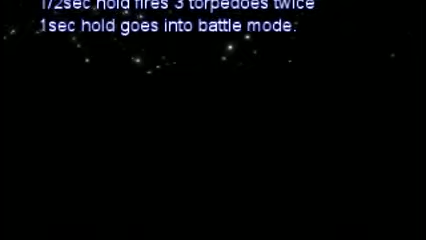 1/2sec hold fires 3 torpedoes twice
1sec hold goes into battle mode.